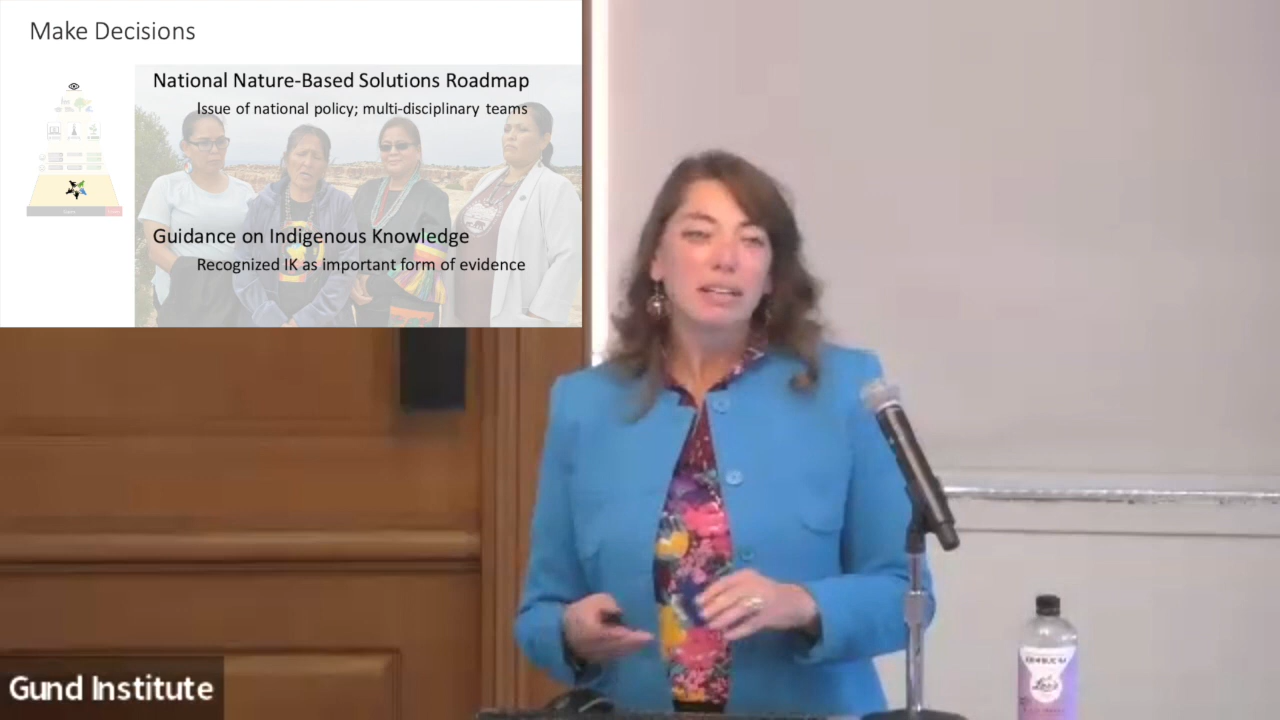 Make Decisions
National Nature-Based Solutions Roadmap
Issue of national policy; multi-disciplinary teams
Guidance on Indigenous Knowledge
Recognized IK as important form of evidence
Gund Institute
KOMBUCHA